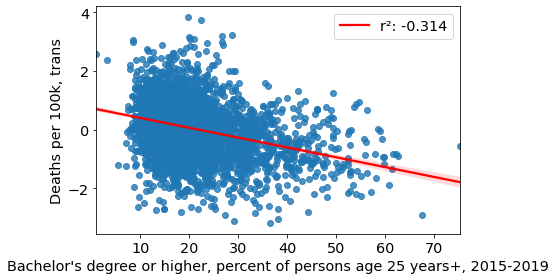 4
2
0
−2
Deaths per 100k, trans
r²: -0.314
10 20 30 40 50 60 70
Bachelor's degree or higher, percent of persons age 25 years+, 2015-2019